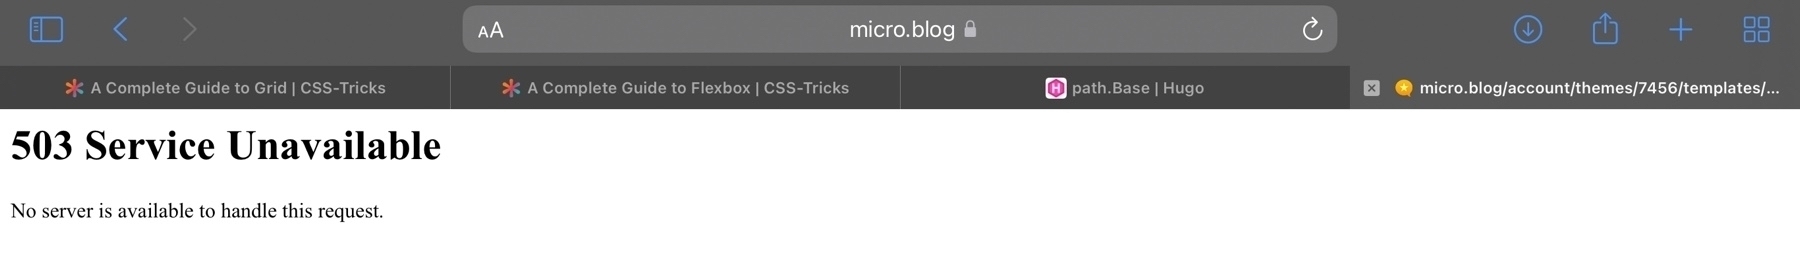 AA
micro.blog
A Complete Guide to Grid | CSS-Tricks
A Complete Guide to Flexbox | CSS-Tricks
path.Base | Hugo
micro.blog/account/themes/7456/templates/...
503 Service Unavailable
No server is available to handle this request.